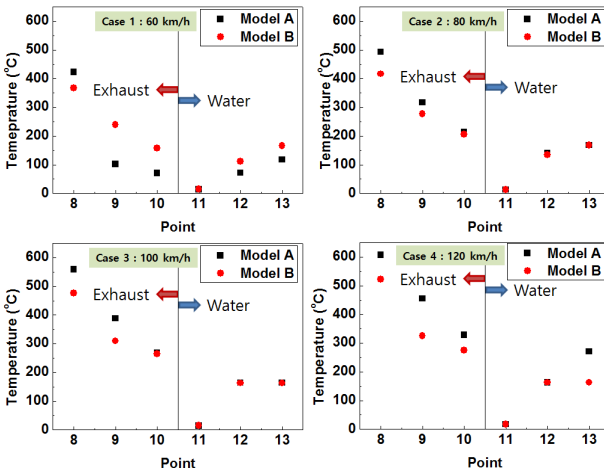 Case 1 : 60 km/h
Model A
Model B
Exhaust
Water
Temeprature (°C)
600
500
400
300
200
100
0
8 9 10 11 12 13
Point
Case 2 : 80 km/h
Model A
Model B
Exhaust
Water
Temperature (°C)
600
500
400
300
200
100
0
8 9 10 11 12 13
Point
Case 3 : 100 km/h
Model A
Model B
Exhaust
Water
Temperature (°C)
600
500
400
300
200
100
0
8 9 10 11 12 13
Point
Case 4 : 120 km/h
Model A
Model B
Exhaust
Water
Temperature (°C)
600
500
400
300
200
100
0
8 9 10 11 12 13
Point